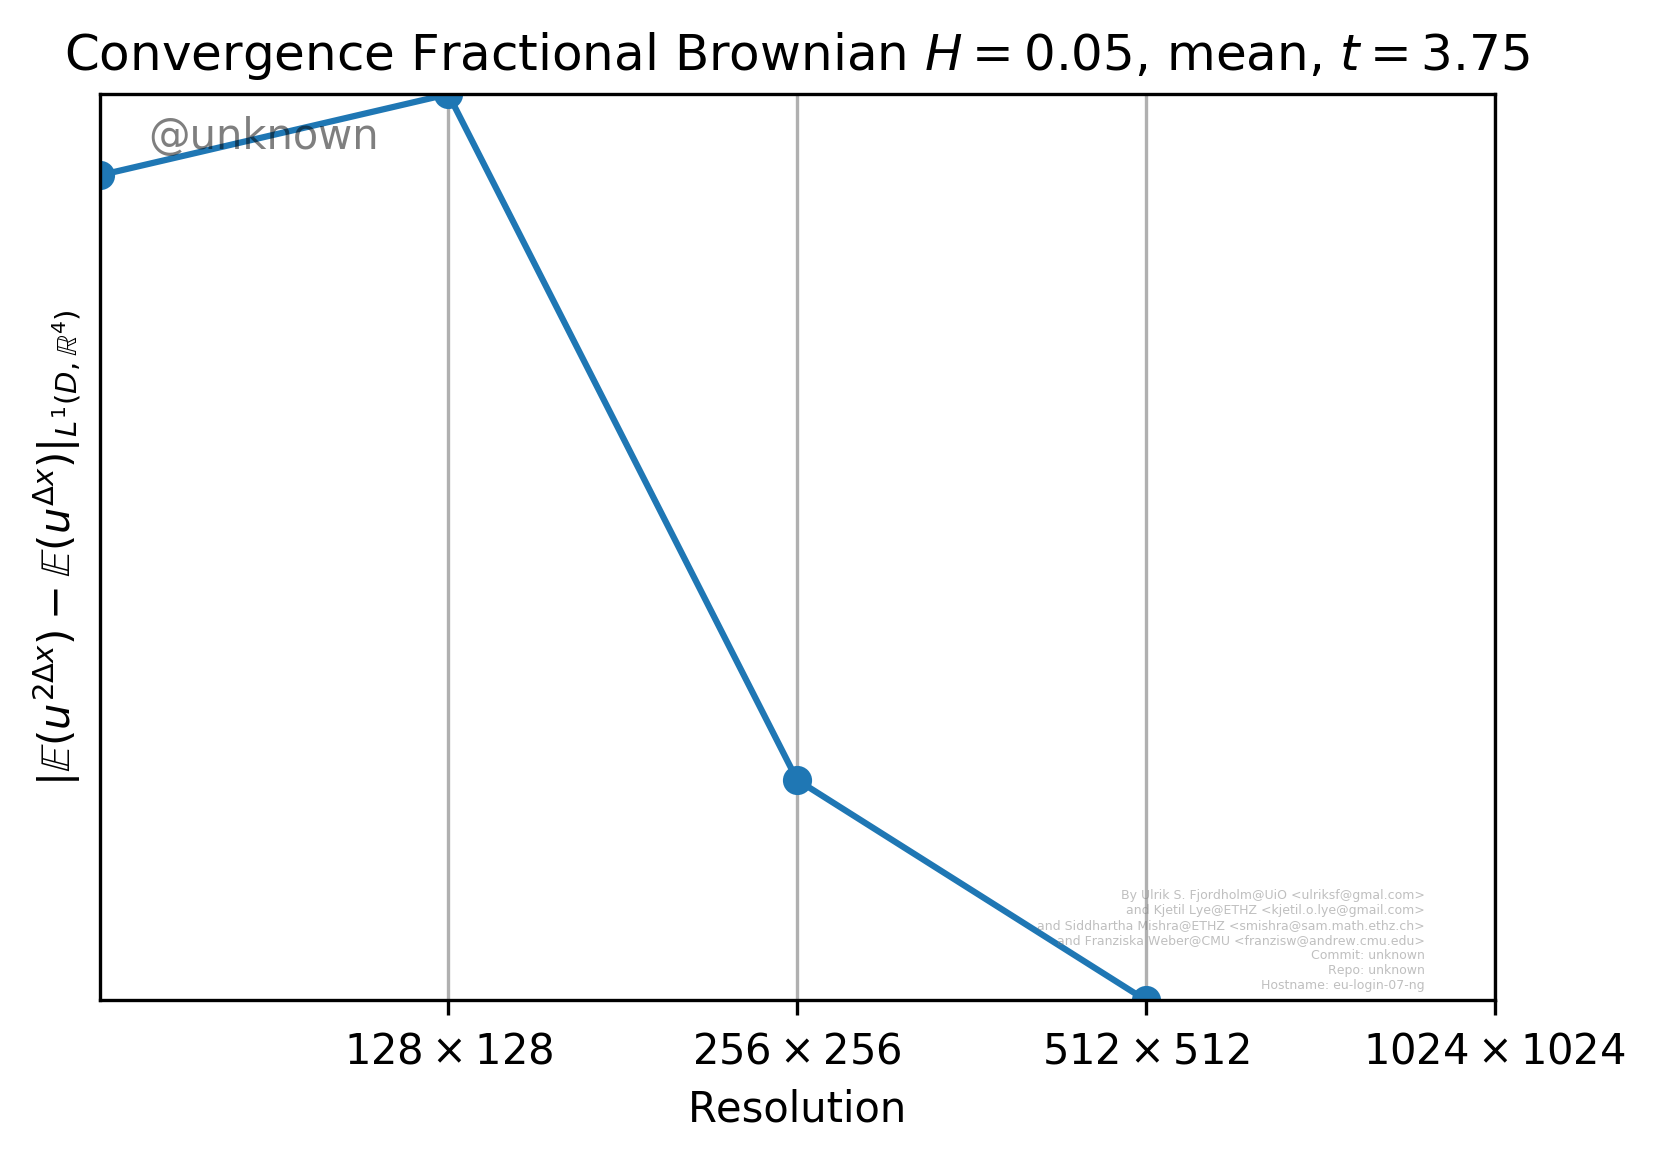 Convergence Fractional Brownian H = 0.05, mean, t = 3.75
@unknown
|𝔼(u^{2Δx}) − 𝔼(u^{Δx})|_{L^1(D, ℝ^4)}
By Ulrik S. Fjordholm@UiO <ulriksf@gmal.com>
and Kjetil Lye@ETHZ <kjetil.o.lye@gmail.com>
and Siddhartha Mishra@ETHZ <smishra@sam.math.ethz.ch>
and Franziska Weber@CMU <franzisw@andrew.cmu.edu>
Commit: unknown
Repo: unknown
Hostname: eu-login-07-ng
128 × 128 256 × 256 512 × 512 1024 × 1024
Resolution